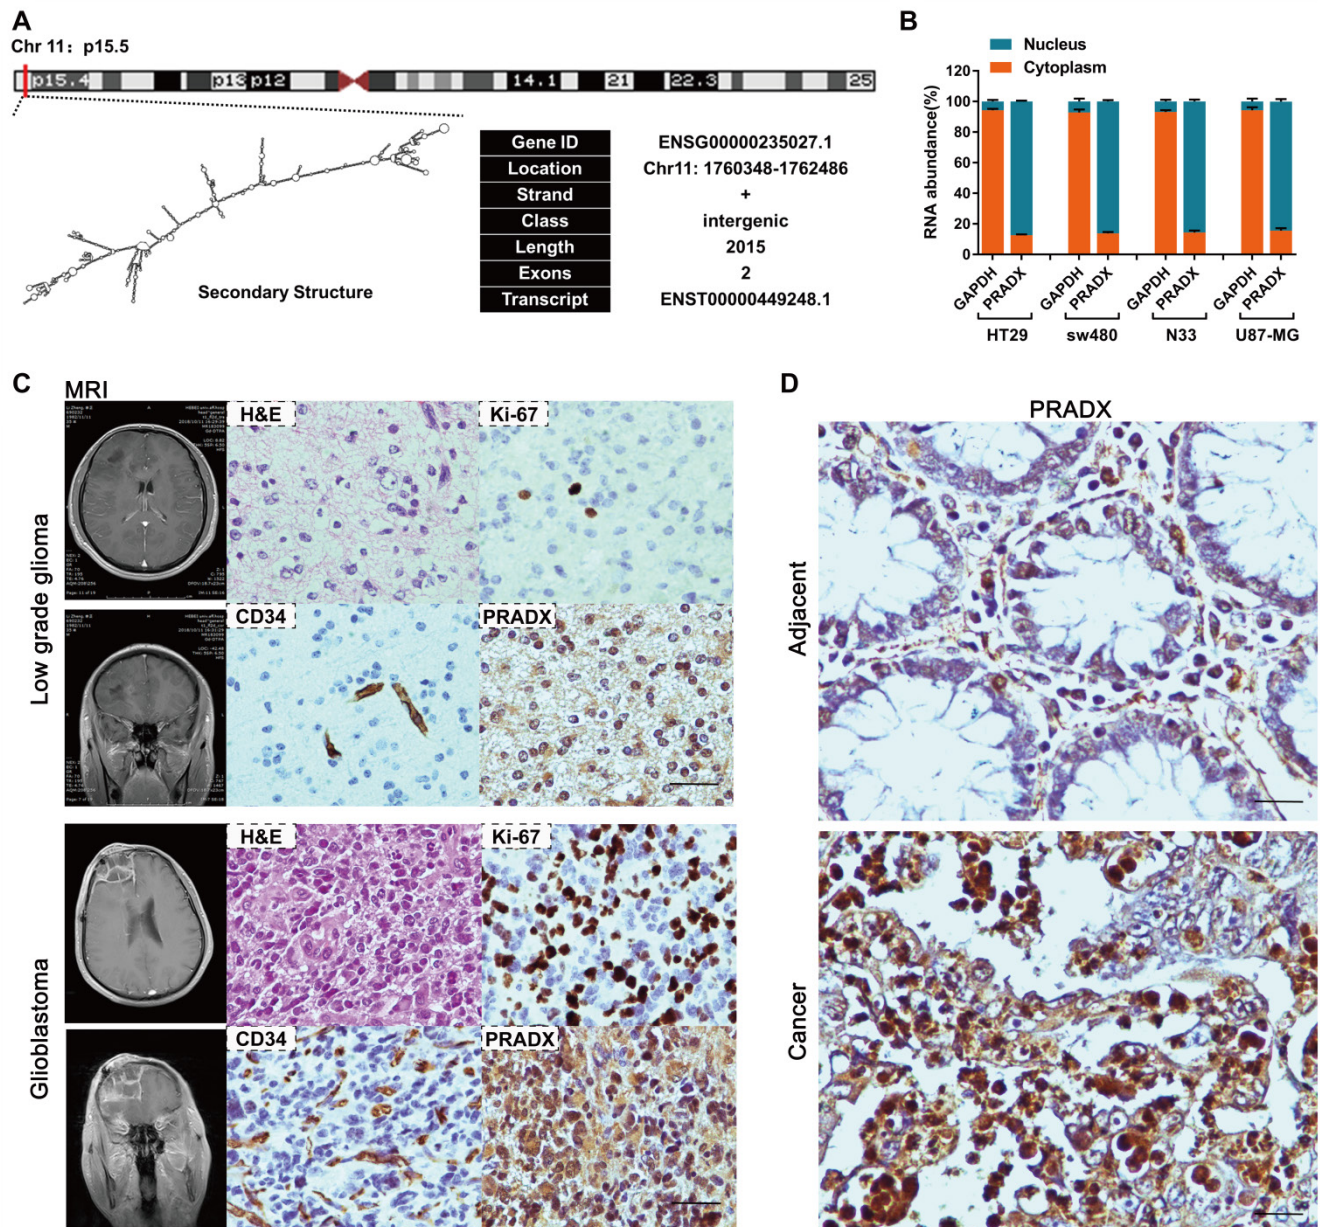 A
Chr 11: p15.5
p15.4 p13 p12 14.1 21 22.3 25
Secondary Structure
Gene ID ENSG00000235027.1
Location Chr11: 1760348-1762486
Strand +
Class intergenic
Length 2015
Exons 2
Transcript ENST00000449248.1
B
Nucleus
Cytoplasm
RNA abundance(%)
120
100
80
60
40
20
0
GAPDH PRADX GAPDH PRADX GAPDH PRADX GAPDH PRADX
HT29 sw480 N33 U87-MG
C
MRI
Low grade glioma
H&E
Ki-67
CD34
PRADX
Glioblastoma
H&E
Ki-67
CD34
PRADX
D
PRADX
Adjacent
Cancer